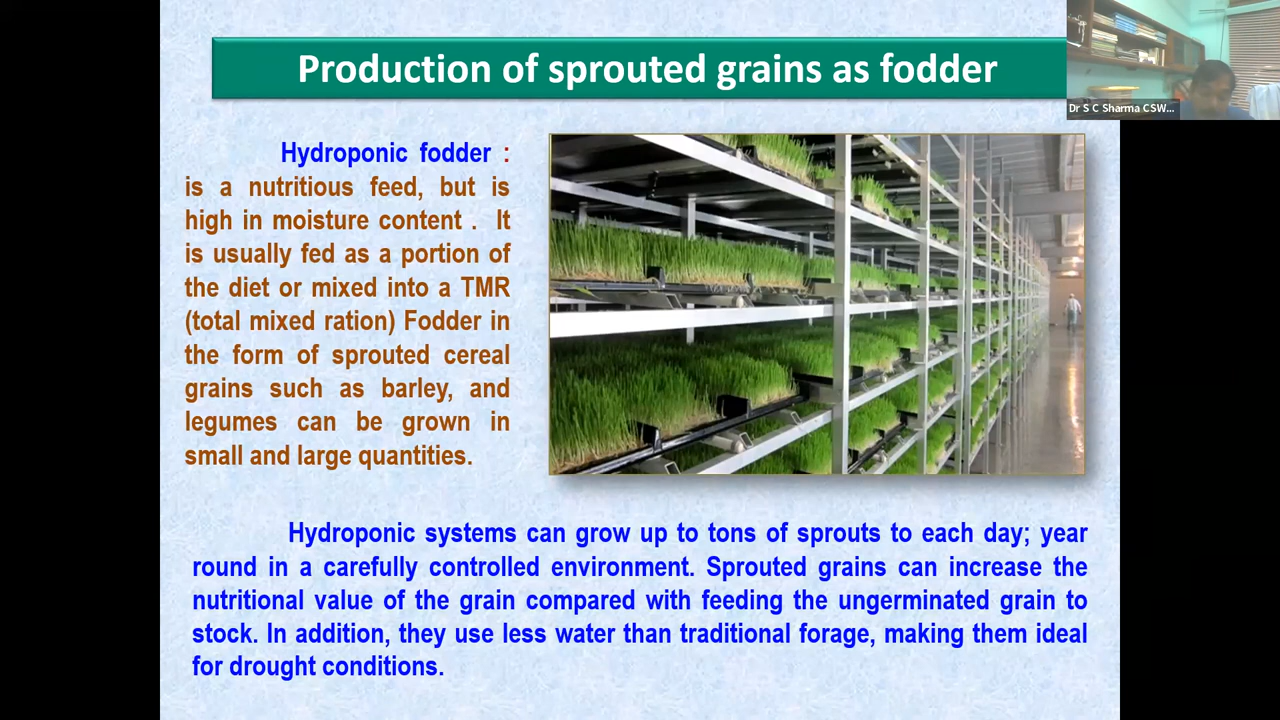 Production of sprouted grains as fodder
Dr S C Sharma CSW...
Hydroponic fodder :
is a nutritious feed, but is
high in moisture content . It
is usually fed as a portion of
the diet or mixed into a TMR
(total mixed ration) Fodder in
the form of sprouted cereal
grains such as barley, and
legumes can be grown in
small and large quantities.
Hydroponic systems can grow up to tons of sprouts to each day; year
round in a carefully controlled environment. Sprouted grains can increase the
nutritional value of the grain compared with feeding the ungerminated grain to
stock. In addition, they use less water than traditional forage, making them ideal
for drought conditions.